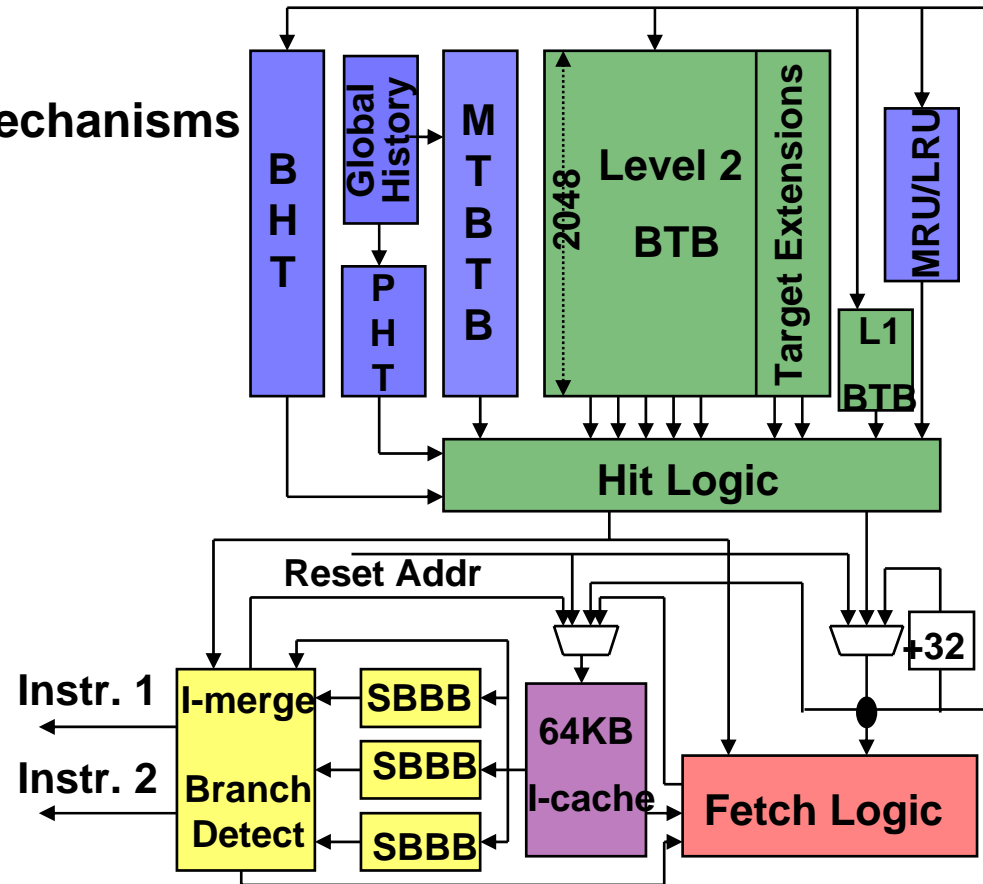 echanisms
B
H
T
Global
History
P
H
T
M
T
B
T
B
2048
Level 2
BTB
Target Extensions
L1
BTB
MRU/LRU
Hit Logic
Reset Addr
+32
Instr. 1
Instr. 2
I-merge
Branch
Detect
SBBB
SBBB
SBBB
64KB
I-cache
Fetch Logic